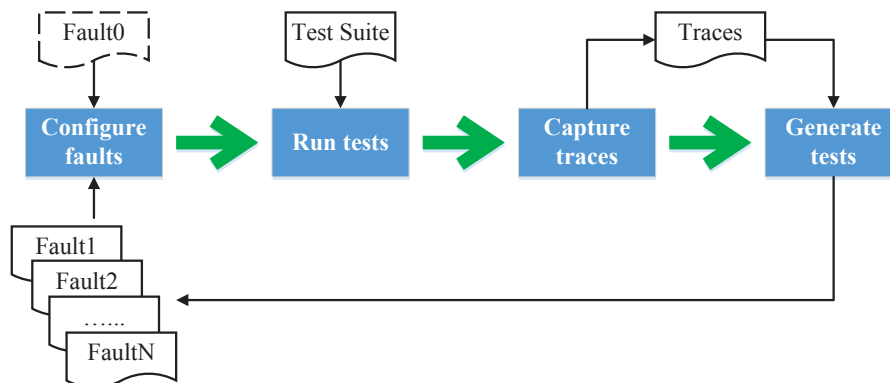 Fault0
Test Suite
Traces
Configure
faults
Run tests
Capture
traces
Generate
tests
Fault1
Fault2
…...
FaultN